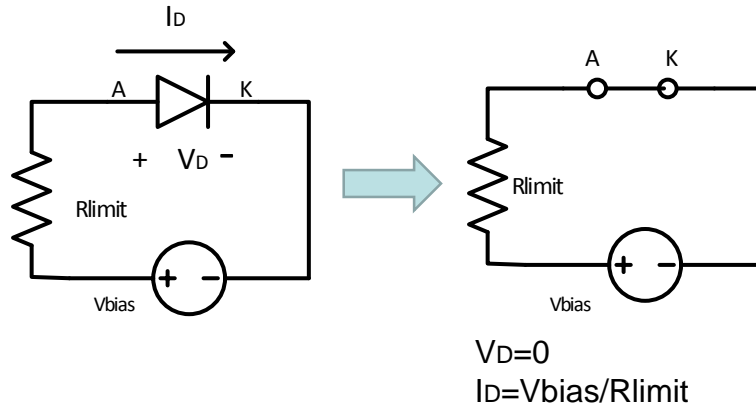 ID
A K
+ VD -
Rlimit
+ -
Vbias
A K
Rlimit
+ -
Vbias
VD=0
ID=Vbias/Rlimit